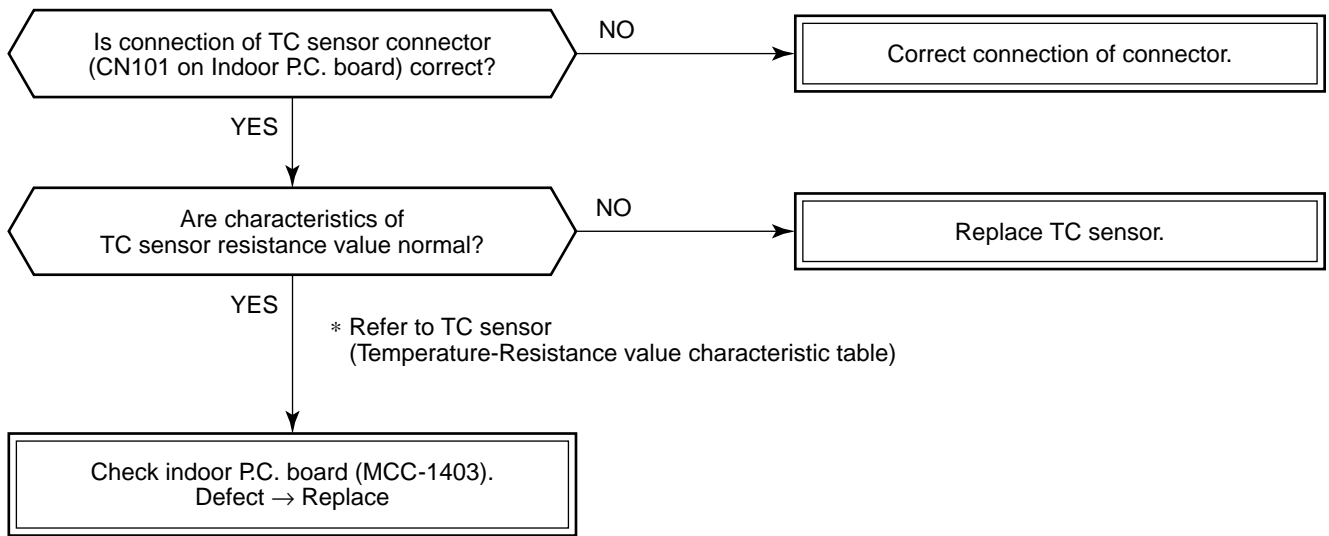 Is connection of TC sensor connector
(CN101 on Indoor P.C. board) correct?
NO
Correct connection of connector.
YES
Are characteristics of
TC sensor resistance value normal?
NO
Replace TC sensor.
YES
* Refer to TC sensor
(Temperature-Resistance value characteristic table)
Check indoor P.C. board (MCC-1403).
Defect → Replace